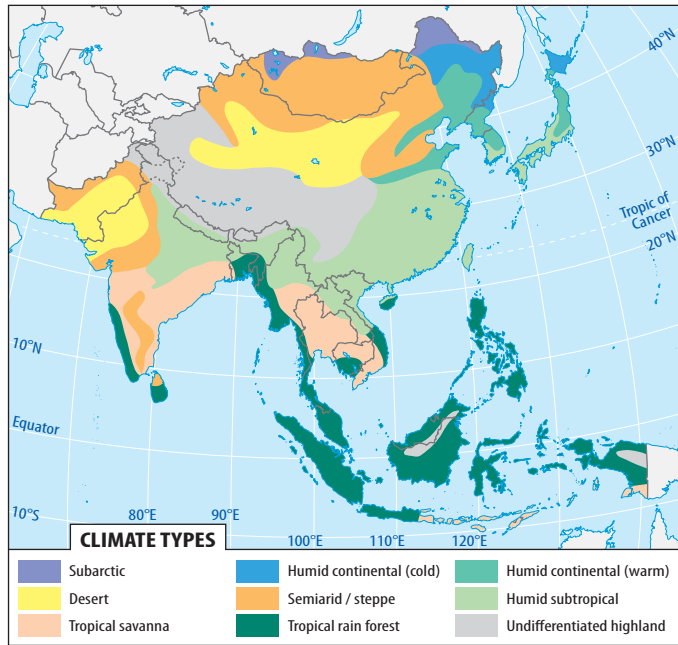 40°N
30°N
Tropic of
Cancer
20°N
10°N
Equator
10°S
80°E
90°E
100°E
110°E
120°E
CLIMATE TYPES
Subarctic
Humid continental (cold)
Humid continental (warm)
Desert
Semiarid / steppe
Humid subtropical
Tropical savanna
Tropical rain forest
Undifferentiated highland